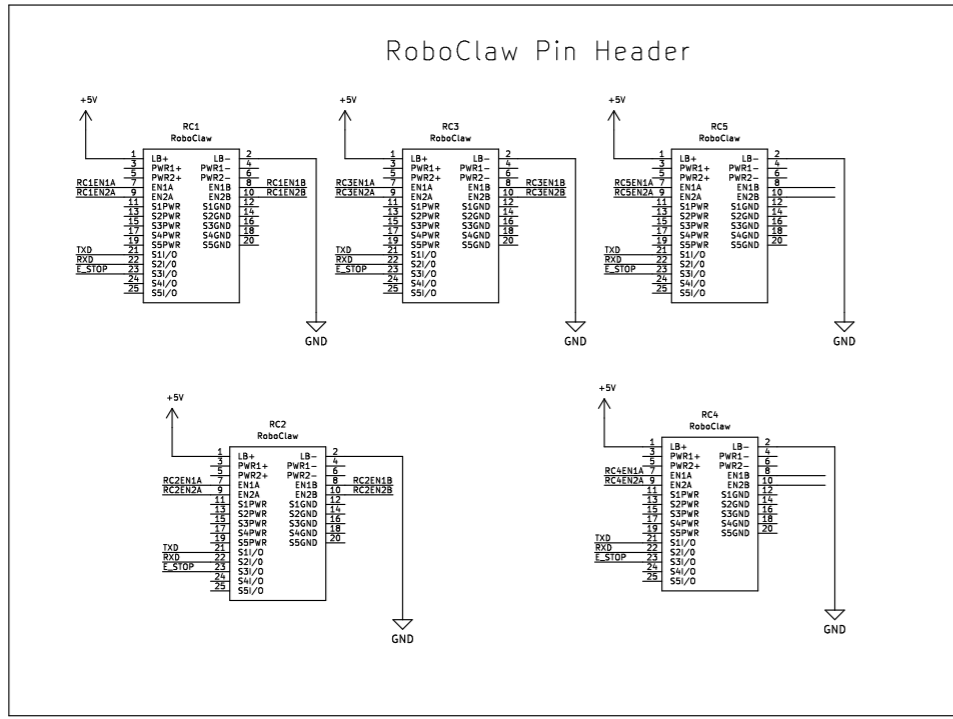 RoboClaw Pin Header
+5V
RC1
RoboClaw
1 LB+ LB- 2
3 PWR1+ PWR1- 4
5 PWR2+ PWR2- 6
RC1EN1A 7 EN1A EN1B 8 RC1EN1B
RC1EN2A 9 EN2A EN2B 10 RC1EN2B
11 S1PWR S1GND 12
13 S2PWR S2GND 14
15 S3PWR S3GND 16
17 S4PWR S4GND 18
19 S5PWR S5GND 20
TXD 21 S1I/O
RXD 22 S2I/O
E_STOP 23 S3I/O
24 S4I/O
25 S5I/O
GND
+5V
RC3
RoboClaw
1 LB+ LB- 2
3 PWR1+ PWR1- 4
5 PWR2+ PWR2- 6
RC3EN1A 7 EN1A EN1B 8 RC3EN1B
RC3EN2A 9 EN2A EN2B 10 RC3EN2B
11 S1PWR S1GND 12
13 S2PWR S2GND 14
15 S3PWR S3GND 16
17 S4PWR S4GND 18
19 S5PWR S5GND 20
TXD 21 S1I/O
RXD 22 S2I/O
E_STOP 23 S3I/O
24 S4I/O
25 S5I/O
GND
+5V
RC5
RoboClaw
1 LB+ LB- 2
3 PWR1+ PWR1- 4
5 PWR2+ PWR2- 6
RC5EN1A 7 EN1A EN1B 8
RC5EN2A 9 EN2A EN2B 10
11 S1PWR S1GND 12
13 S2PWR S2GND 14
15 S3PWR S3GND 16
17 S4PWR S4GND 18
19 S5PWR S5GND 20
TXD 21 S1I/O
RXD 22 S2I/O
E_STOP 23 S3I/O
24 S4I/O
25 S5I/O
GND
+5V
RC2
RoboClaw
1 LB+ LB- 2
3 PWR1+ PWR1- 4
5 PWR2+ PWR2- 6
RC2EN1A 7 EN1A EN1B 8 RC2EN1B
RC2EN2A 9 EN2A EN2B 10 RC2EN2B
11 S1PWR S1GND 12
13 S2PWR S2GND 14
15 S3PWR S3GND 16
17 S4PWR S4GND 18
19 S5PWR S5GND 20
TXD 21 S1I/O
RXD 22 S2I/O
E_STOP 23 S3I/O
24 S4I/O
25 S5I/O
GND
+5V
RC4
RoboClaw
1 LB+ LB- 2
3 PWR1+ PWR1- 4
5 PWR2+ PWR2- 6
RC4EN1A 7 EN1A EN1B 8
RC4EN2A 9 EN2A EN2B 10
11 S1PWR S1GND 12
13 S2PWR S2GND 14
15 S3PWR S3GND 16
17 S4PWR S4GND 18
19 S5PWR S5GND 20
TXD 21 S1I/O
RXD 22 S2I/O
E_STOP 23 S3I/O
24 S4I/O
25 S5I/O
GND